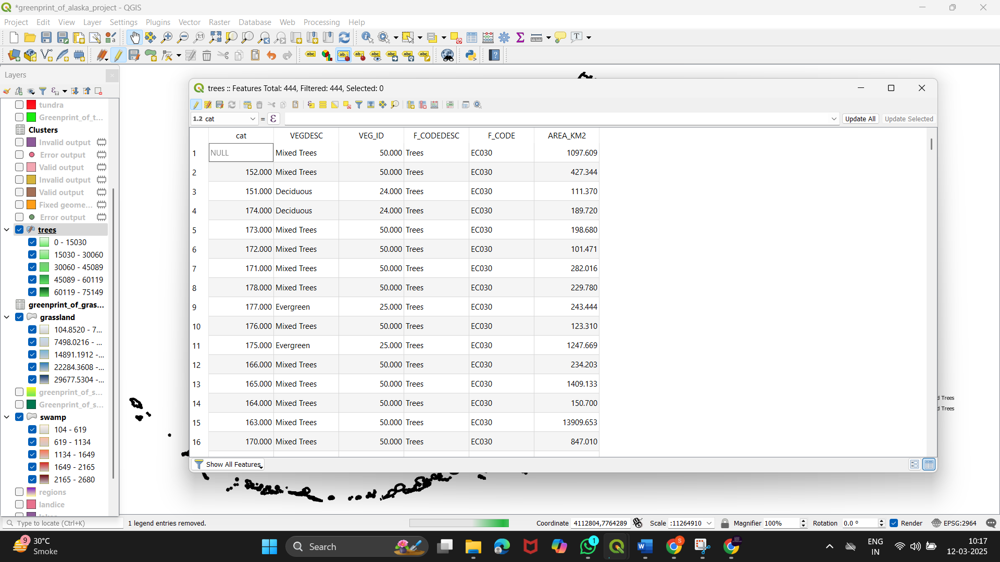 *greenprint_of_alaska_project - QGIS
Project Edit View Layer Settings Plugins Vector Raster Database Web Processing Help
Layers
tundra
Greenprint_of_t...
Clusters
Invalid output
Error output
Valid output
Invalid output
Valid output
Fixed geome...
Error output
trees
0 - 15030
15030 - 30060
30060 - 45089
45089 - 60119
60119 - 75149
greenprint_of_gras...
grassland
104.8520 - 7...
7498.0216 - ...
14891.1912 -...
22284.3608 -...
29677.5304 -...
greenprint_of_s...
Greenprint_of_s...
swamp
104 - 619
619 - 1134
1134 - 1649
1649 - 2165
2165 - 2680
regions
landice
trees :: Features Total: 444, Filtered: 444, Selected: 0
1.2 cat = ε Update All Update Selected
cat VEGDESC VEG_ID F_CODEDESC F_CODE AREA_KM2
1 NULL Mixed Trees 50.000 Trees EC030 1097.609
2 152.000 Mixed Trees 50.000 Trees EC030 427.344
3 151.000 Deciduous 24.000 Trees EC030 111.370
4 174.000 Deciduous 24.000 Trees EC030 189.720
5 173.000 Mixed Trees 50.000 Trees EC030 198.680
6 172.000 Mixed Trees 50.000 Trees EC030 101.471
7 171.000 Mixed Trees 50.000 Trees EC030 282.016
8 178.000 Mixed Trees 50.000 Trees EC030 229.780
9 177.000 Evergreen 25.000 Trees EC030 243.444
10 176.000 Mixed Trees 50.000 Trees EC030 123.310
11 175.000 Evergreen 25.000 Trees EC030 1247.669
12 166.000 Mixed Trees 50.000 Trees EC030 234.203
13 165.000 Mixed Trees 50.000 Trees EC030 1409.133
14 164.000 Mixed Trees 50.000 Trees EC030 150.700
15 163.000 Mixed Trees 50.000 Trees EC030 13909.653
16 170.000 Mixed Trees 50.000 Trees EC030 847.010
Show All Features
d Trees
d Trees
Type to locate (Ctrl+K) 1 legend entries removed. Coordinate 4112804,7764289 Scale :11264910 Magnifier 100% Rotation 0.0 ° Render EPSG:2964
9 30°C
Smoke
Search
1
S
ENG
IN
10:17
12-03-2025